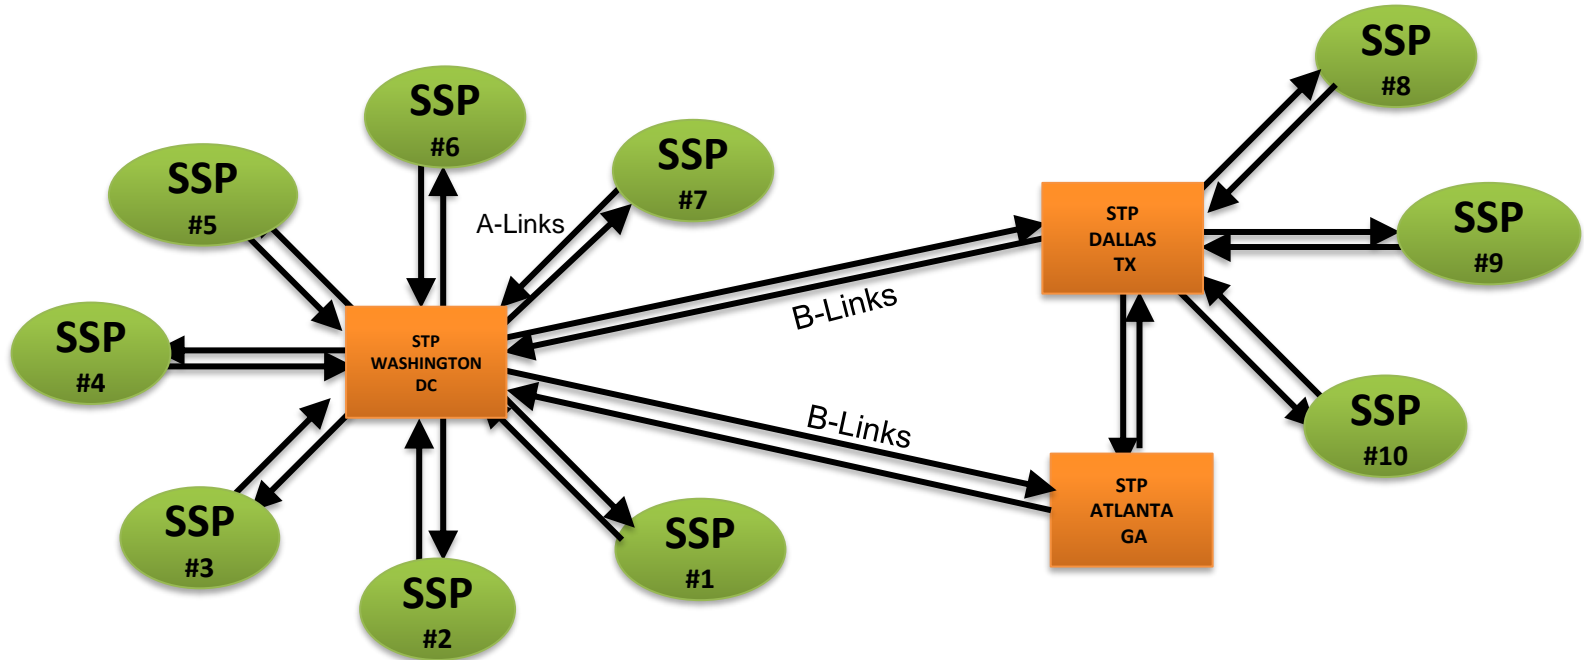 SSP
#8
SSP
#6
SSP
#7
SSP
#5
A-Links
STP
DALLAS
TX
SSP
#9
B-Links
SSP
#4
STP
WASHINGTON
DC
B-Links
SSP
#10
STP
ATLANTA
GA
SSP
#3
SSP
#1
SSP
#2